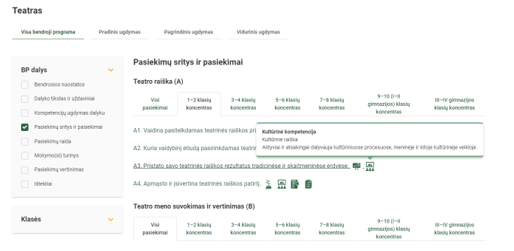 Teatras
Visa bendroji programa
Pradinis ugdymas
Pagrindinis ugdymas
Vidurinis ugdymas
BP dalys
Bendrosios nuostatos
Dalyko tikslas ir uždaviniai
Kompetencijų ugdymas dalyku
Pasiekimų sritys ir pasiekimai
Pasiekimų raida
Mokymo(si) turinys
Pasiekimų vertinimas
Ištekliai
Klasės
Pasiekimų sritys ir pasiekimai
Teatro raiška (A)
Visi pasiekimai
1–2 klasių koncentras
3–4 klasių koncentras
5–6 klasių koncentras
7–8 klasių koncentras
9–10 (I–II gimnazijos) klasių koncentras
III–IV gimnazijos klasių koncentras
A1. Vaidina pasitelkdamas teatrinės raiškos pri
Kultūrinė kompetencija
Kultūrinė raiška
Aktyviai ir atsakingai dalyvauja kultūriniuose procesuose, meninėje ir kitoje kultūrinėje veikloje.
A2. Kuria vaidybinį etiudą pasirinkdamas
A3. Pristato savo teatrinės raiškos rezultatus tradicinėse ir skaitmeninėse erdvėse.
A4. Apmąsto ir įsivertina teatrinės raiškos patirtį.
Teatro meno suvokimas ir vertinimas (B)
Visi pasiekimai
1–2 klasių koncentras
3–4 klasių koncentras
5–6 klasių koncentras
7–8 klasių koncentras
9–10 (I–II gimnazijos) klasių koncentras
III–IV gimnazijos klasių koncentras